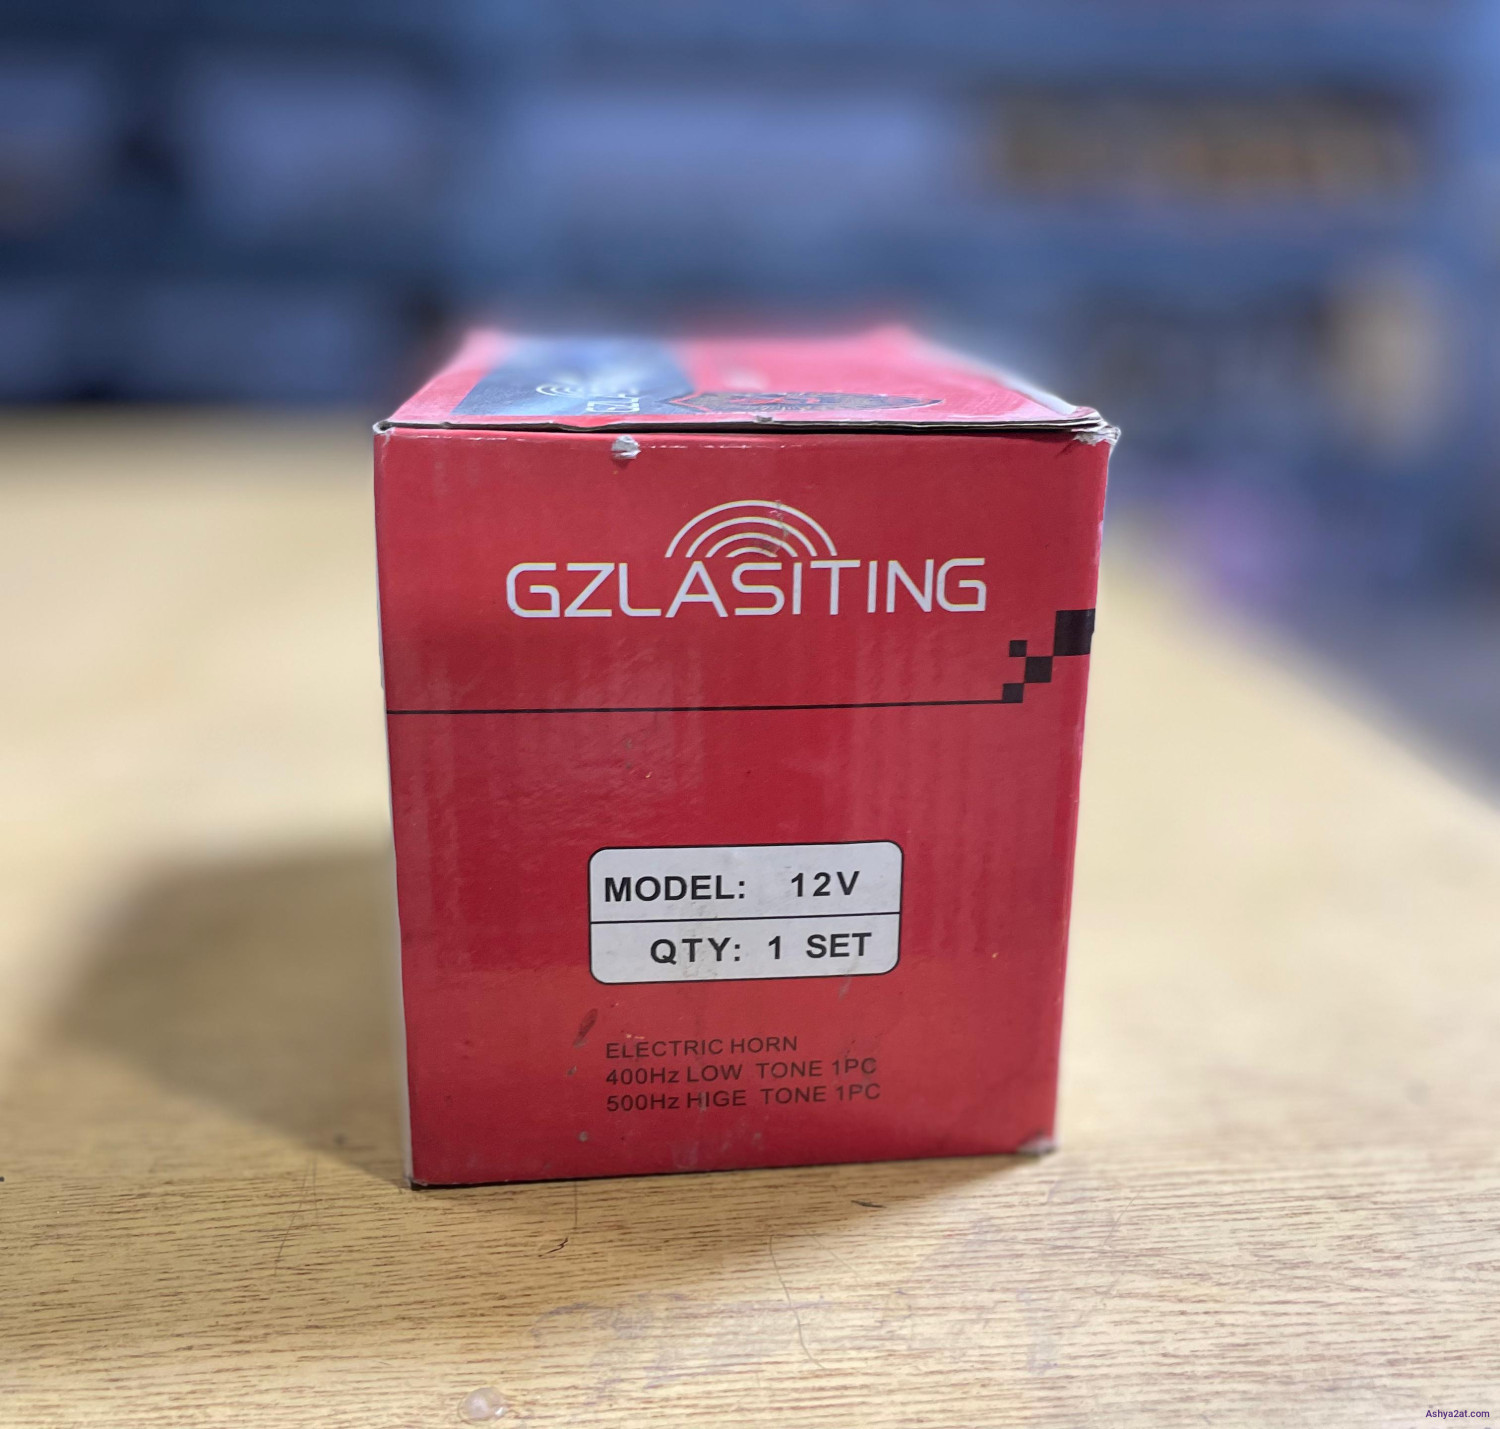 GZLASITING
MODEL: 12V
QTY: 1 SET
ELECTRIC HORN
400Hz LOW TONE 1PC
500Hz HIGE TONE 1PC
Ashya2at.com